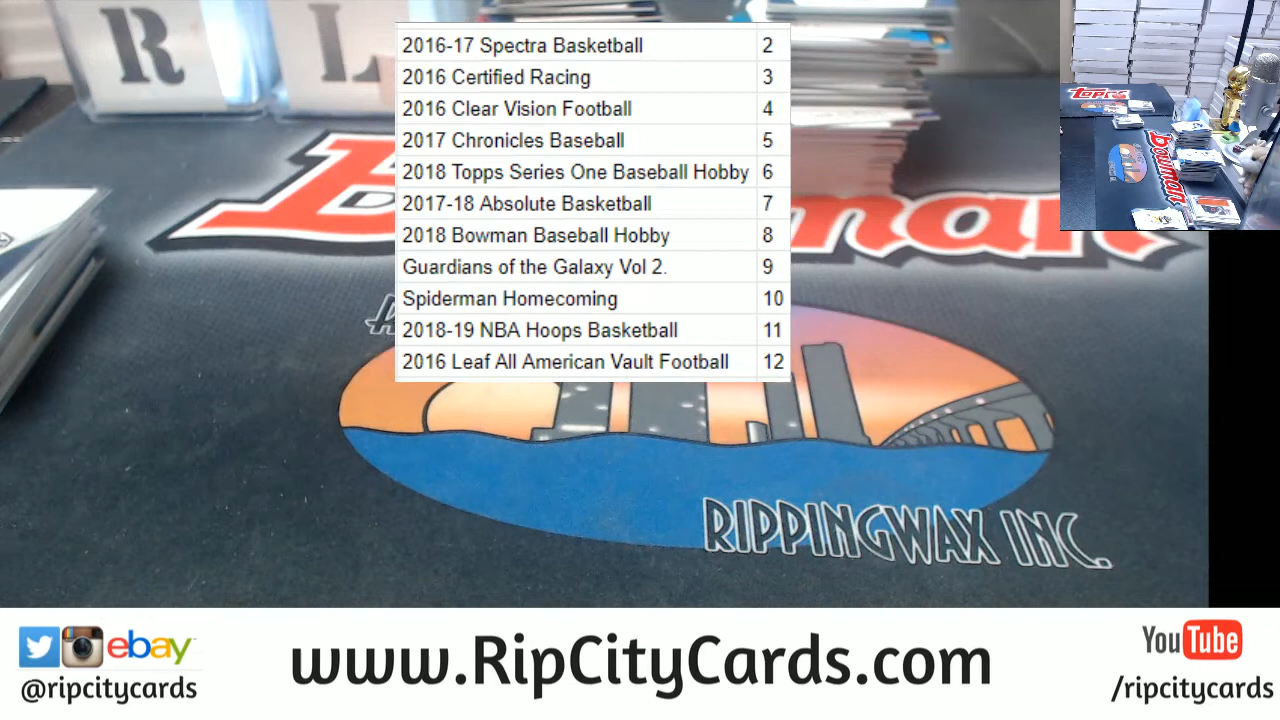 R L
2016-17 Spectra Basketball 2
2016 Certified Racing 3
2016 Clear Vision Football 4
2017 Chronicles Baseball 5
2018 Topps Series One Baseball Hobby 6
2017-18 Absolute Basketball 7
2018 Bowman Baseball Hobby 8
Guardians of the Galaxy Vol 2. 9
Spiderman Homecoming 10
2018-19 NBA Hoops Basketball 11
2016 Leaf All American Vault Football 12
topps
Bowman
RIPPINGWAX INC.
ebay
@ripcitycards
www.RipCityCards.com
YouTube
/ripcitycards